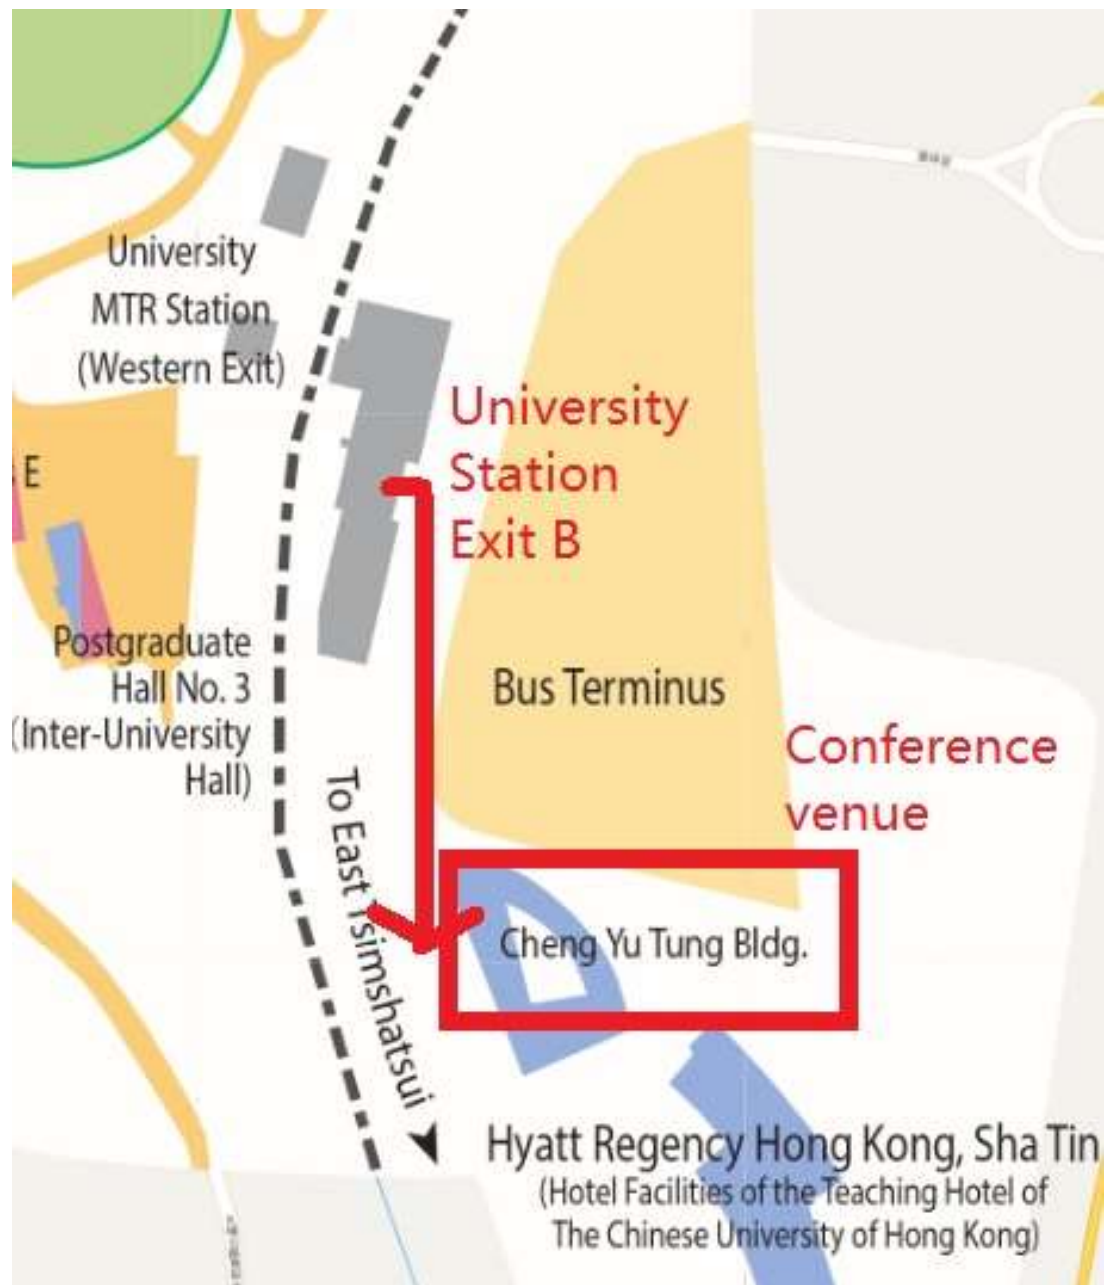 University
MTR Station
(Western Exit)
University
Station
Exit B
E
Postgraduate
Hall No. 3
(Inter-University
Hall)
Bus Terminus
Conference
venue
To East Tsimshatsui
Cheng Yu Tung Bldg.
Hyatt Regency Hong Kong, Sha Tin
(Hotel Facilities of the Teaching Hotel of
The Chinese University of Hong Kong)